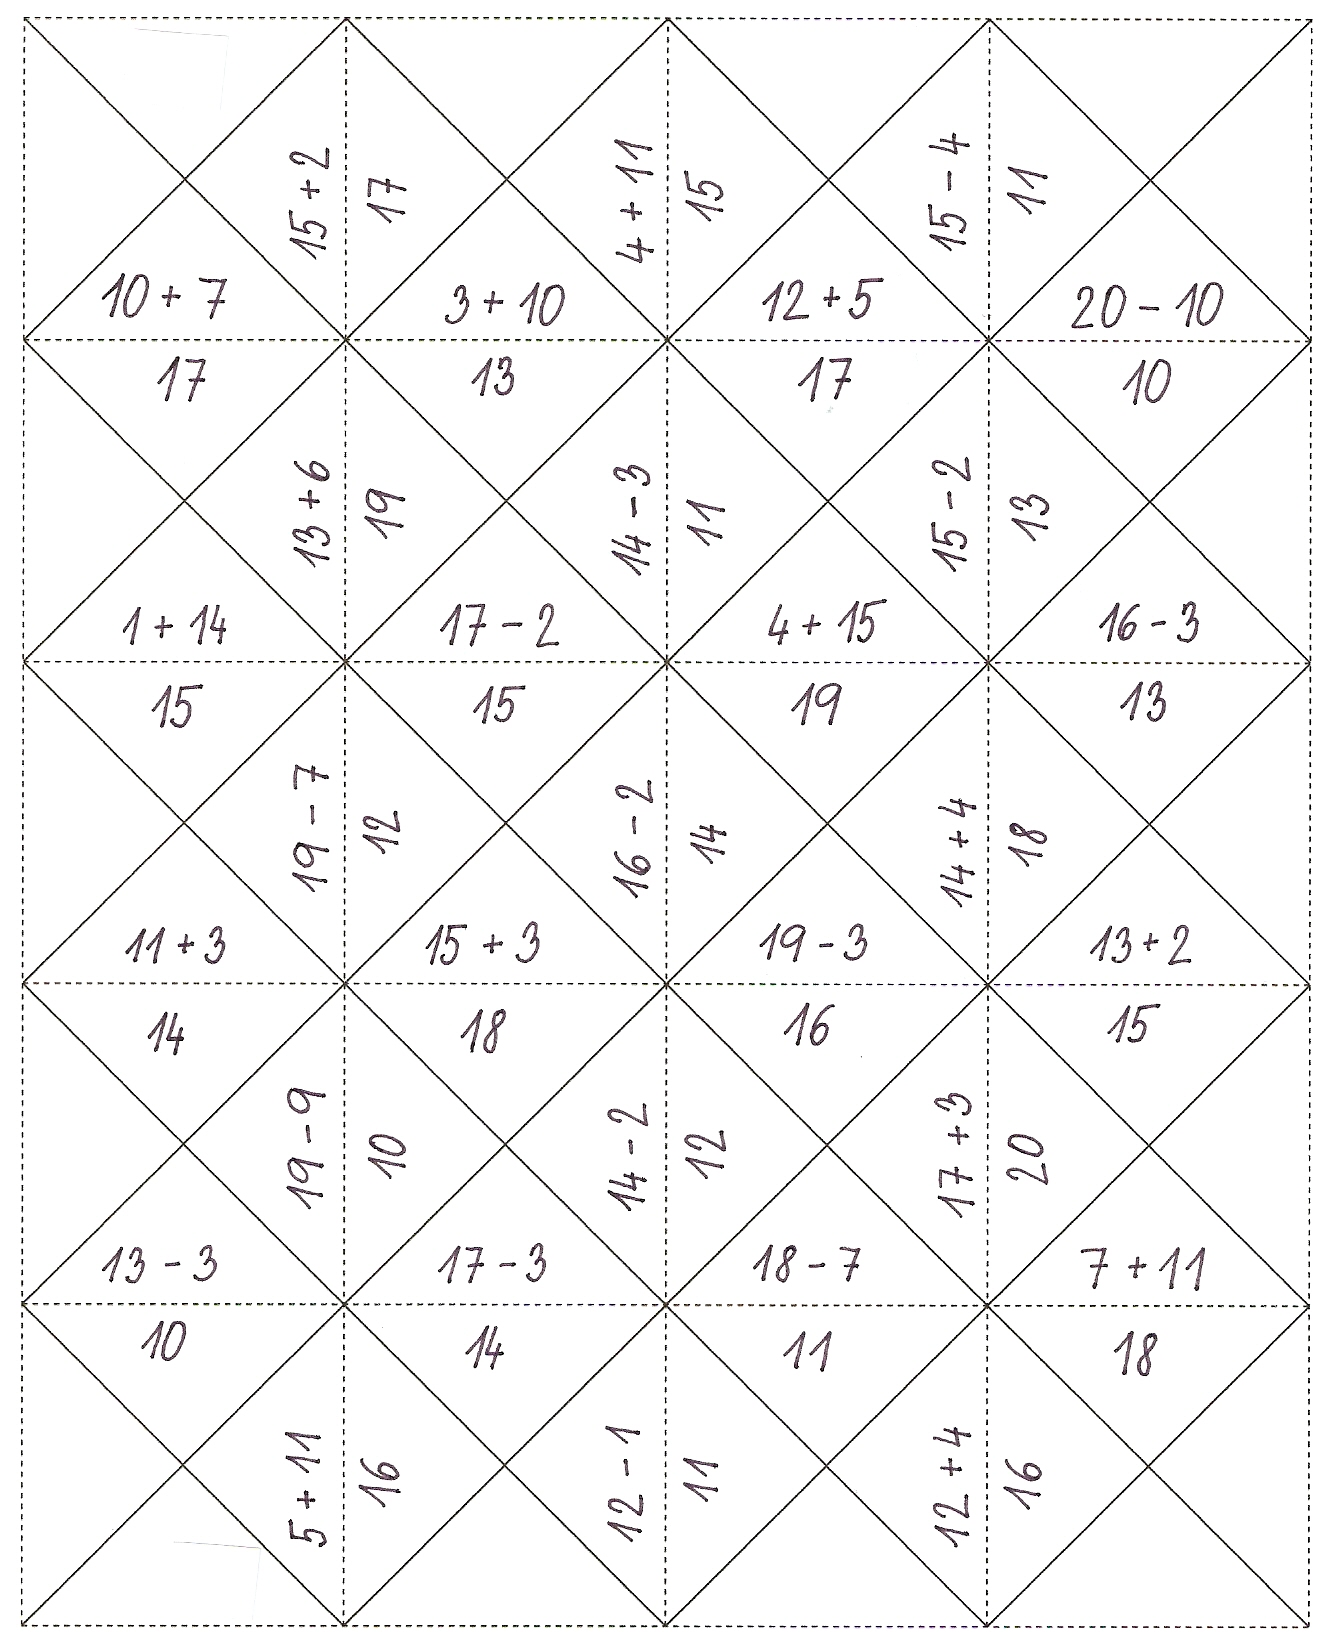 15 + 2
17
4 + 11
15
15 - 4
11
10 + 7
3 + 10
12 + 5
20 - 10
17
13
17
10
13 + 6
19
14 - 3
11
15 - 2
13
1 + 14
17 - 2
4 + 15
16 - 3
15
15
19
13
19 - 7
12
16 - 2
14
14 + 4
18
11 + 3
15 + 3
19 - 3
13 + 2
14
18
16
15
19 - 9
10
14 - 2
12
17 + 3
20
13 - 3
17 - 3
18 - 7
7 + 11
10
14
11
18
5 + 11
16
12 - 1
11
12 + 4
16